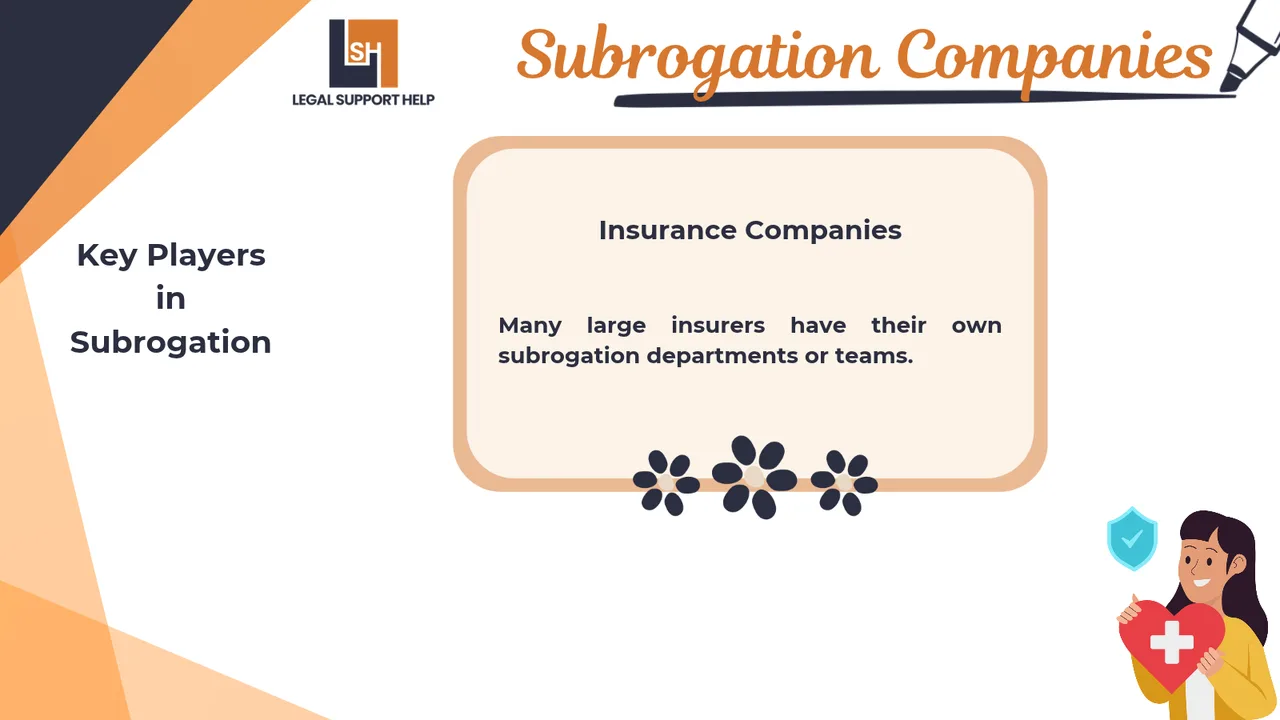 LSH
LEGAL SUPPORT HELP
Subrogation Companies
Key Players
in
Subrogation
Insurance Companies
Many large insurers have their own
subrogation departments or teams.